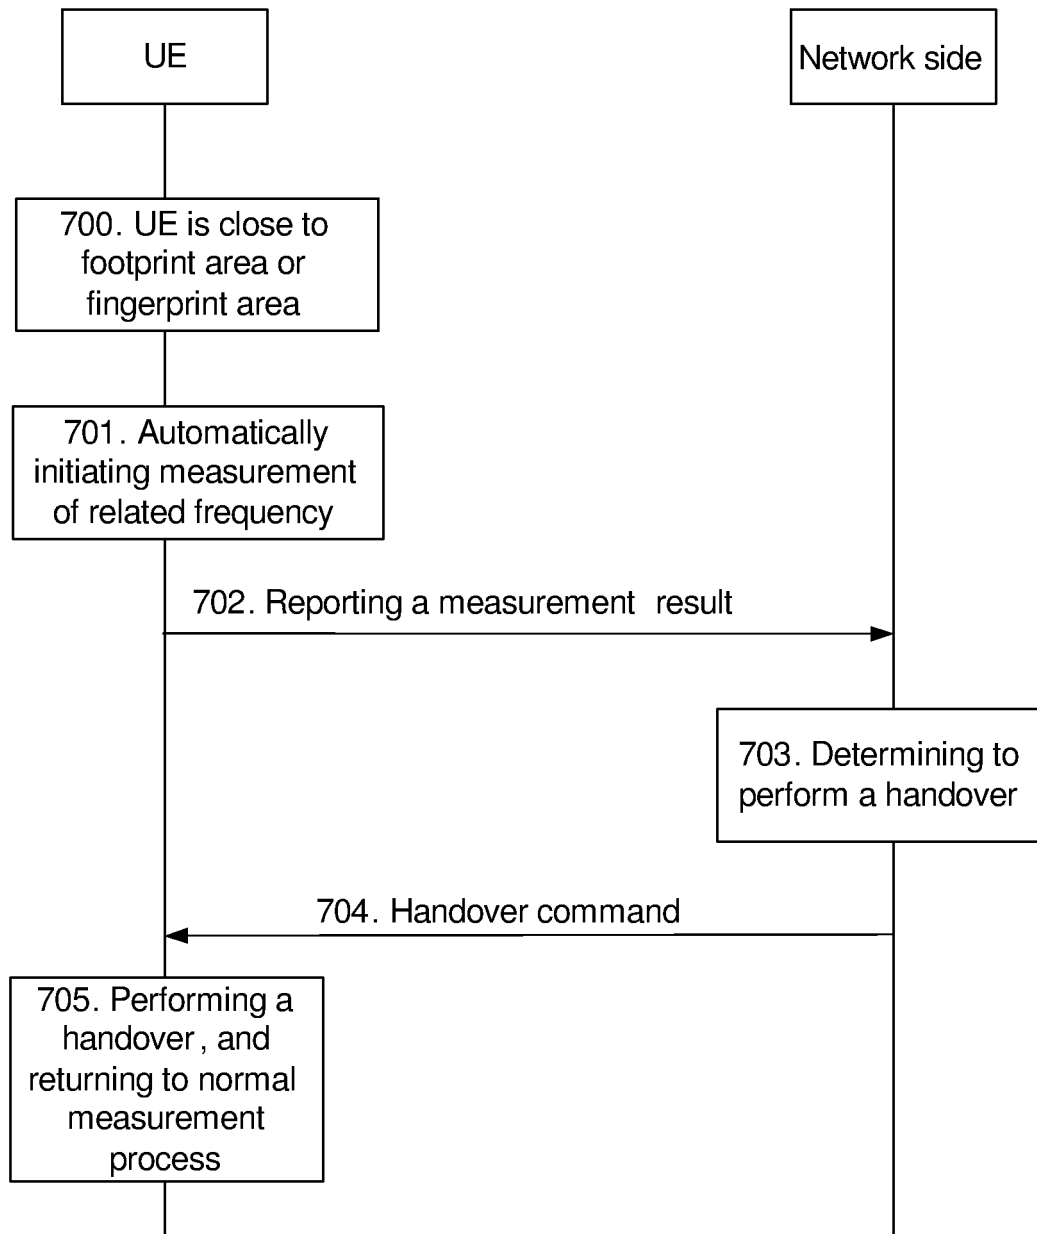 UE
Network side
700. UE is close to
footprint area or
fingerprint area
701. Automatically
initiating measurement
of related frequency
702. Reporting a measurement result
703. Determining to
perform a handover
704. Handover command
705. Performing a
handover, and
returning to normal
measurement
process